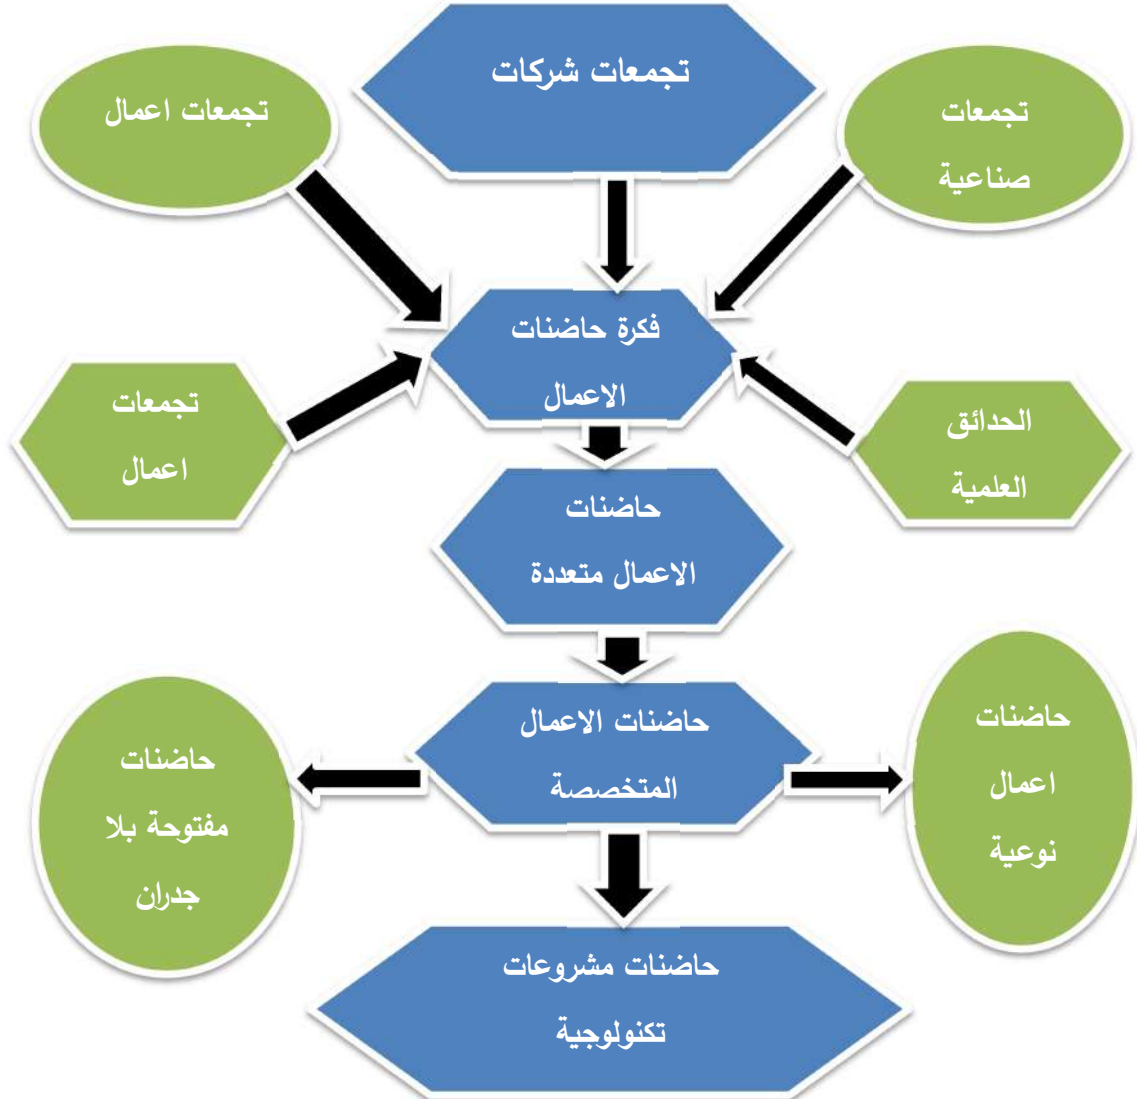 تجمعات شركات
تجمعات
صناعية
تجمعات اعمال
فكرة حاضنات
الاعمال
الحدائق
العلمية
تجمعات
اعمال
حاضنات
الاعمال متعددة
حاضنات الاعمال
المتخصصة
حاضنات
اعمال
نوعية
حاضنات
مفتوحة بلا
جدران
حاضنات مشروعات
تكنولوجية